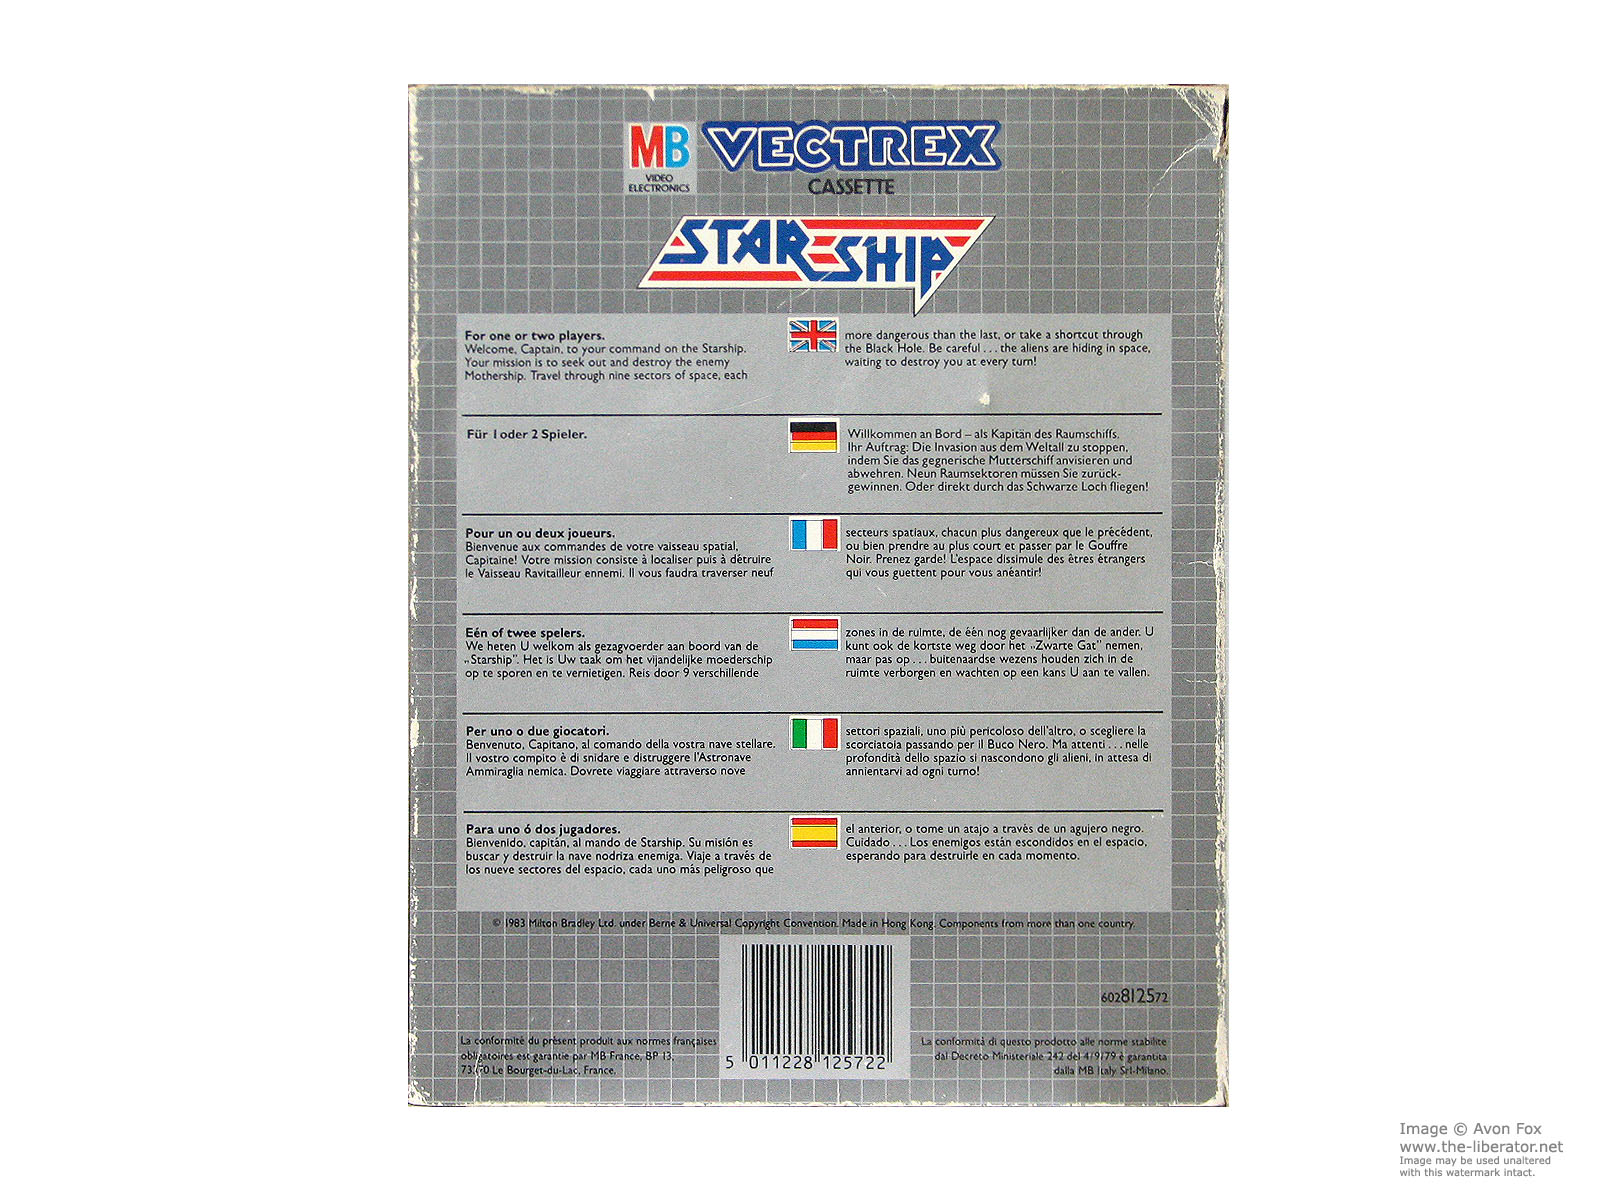 MB
VIDEO
ELECTRONICS
VECTREX
CASSETTE
STARSHIP
For one or two players.
Welcome, Captain, to your command on the Starship.
Your mission is to seek out and destroy the enemy
Mothership. Travel through nine sectors of space, each
more dangerous than the last, or take a shortcut through
the Black Hole. Be careful ... the aliens are hiding in space,
waiting to destroy you at every turn!
Für 1 oder 2 Spieler.
Willkommen an Bord – als Kapitän des Raumschiffs.
Ihr Auftrag: Die Invasion aus dem Weltall zu stoppen,
indem Sie das gegnerische Mutterschiff anvisieren und
abwehren. Neun Raumsektoren müssen Sie zurück-
gewinnen. Oder direkt durch das Schwarze Loch fliegen!
Pour un ou deux joueurs.
Bienvenue aux commandes de votre vaisseau spatial,
Capitaine! Votre mission consiste à localiser puis à détruire
le Vaisseau Ravitailleur ennemi. Il vous faudra traverser neuf
secteurs spatiaux, chacun plus dangereux que le précédent,
ou bien prendre au plus court et passer par le Gouffre
Noir. Prenez garde! L'espace dissimule des êtres étrangers
qui vous guettent pour vous anéantir!
Eén of twee spelers.
We heten U welkom als gezagvoerder aan boord van de
„Starship”. Het is Uw taak om het vijandelijke moederschip
op te sporen en te vernietigen. Reis door 9 verschillende
zones in de ruimte, de één nog gevaarlijker dan de ander. U
kunt ook de kortste weg door het „Zwarte Gat” nemen,
maar pas op ... buitenaardse wezens houden zich in de
ruimte verborgen en wachten op een kans U aan te vallen.
Per uno o due giocatori.
Benvenuto, Capitano, al comando della vostra nave stellare.
Il vostro compito è di snidare e distruggere l'Astronave
Ammiraglia nemica. Dovrete viaggiare attraverso nove
settori spaziali, uno più pericoloso dell'altro, o scegliere la
scorciatoia passando per il Buco Nero. Ma attenti ... nelle
profondità dello spazio si nascondono gli alieni, in attesa di
annientarvi ad ogni turno!
Para uno ó dos jugadores.
Bienvenido, capitán, al mando de Starship. Su misión es
buscar y destruir la nave nodriza enemiga. Viaje a través de
los nueve sectores del espacio, cada uno más peligroso que
el anterior, o tome un atajo a través de un agujero negro.
Cuidado ... Los enemigos están escondidos en el espacio,
esperando para destruirle en cada momento.
© 1983 Milton Bradley Ltd. under Berne & Universal Copyright Convention. Made in Hong Kong. Components from more than one country.
602812572
La conformité du présent produit aux normes françaises
obligatoires est garantie par MB France, BP 13,
Le Bourget-du-Lac, France.
5 011228 125722
La conformità di questo prodotto alle norme stabilite
dal Decreto Ministeriale 242 del 4/9/79 è garantita
dalla MB Italy Srl-Milano.
Image © Avon Fox
www.the-liberator.net
Image may be used unaltered
with this watermark intact.